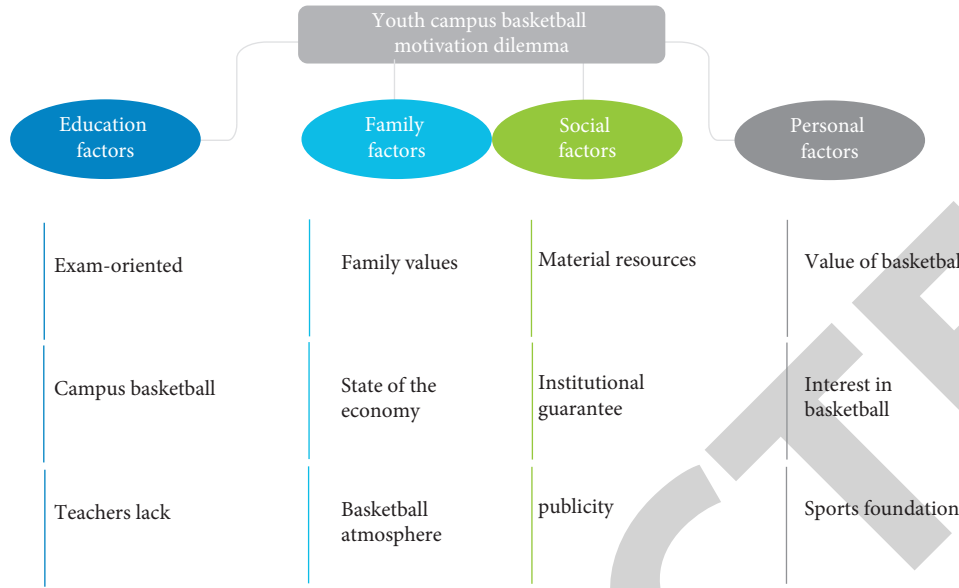 Youth campus basketball
motivation dilemma
Education
factors
Family
factors
Social
factors
Personal
factors
Exam-oriented
Family values
Material resources
Value of basketbal
Campus basketball
State of the
economy
Institutional
guarantee
Interest in
basketball
Teachers lack
Basketball
atmosphere
publicity
Sports foundation